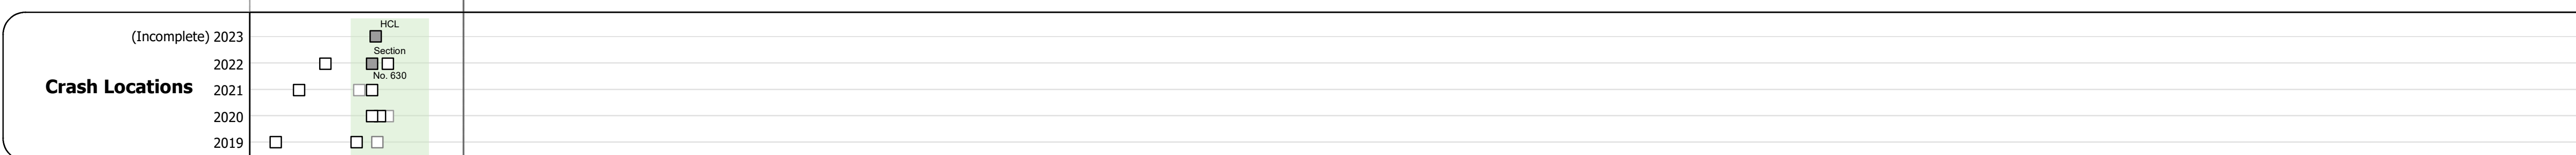 HCL
(Incomplete) 2023
Section
2022
No. 630
Crash Locations
2021
2020
2019